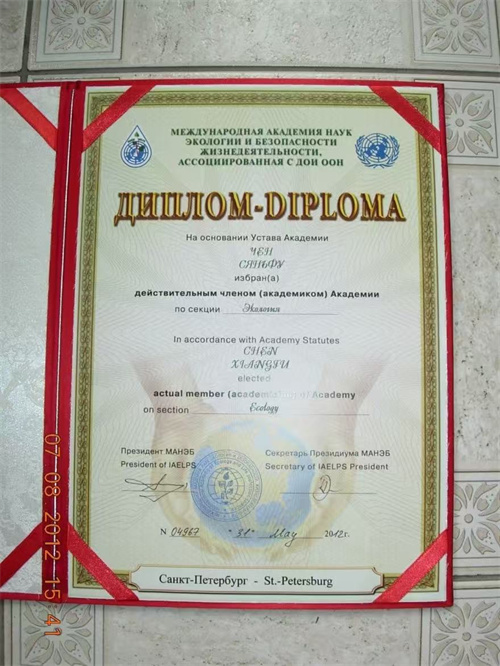 МЕЖДУНАРОДНАЯ АКАДЕМИЯ НАУК
ЭКОЛОГИИ И БЕЗОПАСНОСТИ
ЖИЗНЕДЕЯТЕЛЬНОСТИ,
АССОЦИИРОВАННАЯ С ДОИ ООН
ДИПЛОМ-DIPLOMA
На основании Устава Академии
ЧЕН
СЯНЬФУ
избран(а)
действительным членом (академиком) Академии
по секции Экология
In accordance with Academy Statutes
CHEN
XIANGFU
elected
actual member Academy
on section Ecology
Президент МАНЭБ
President of IAELPS
Секретарь Президиума МАНЭБ
Secretary of IAELPS President
N 04967 "31" May 2012г.
Санкт-Петербург - St.-Petersburg
07-08-2012 15:41